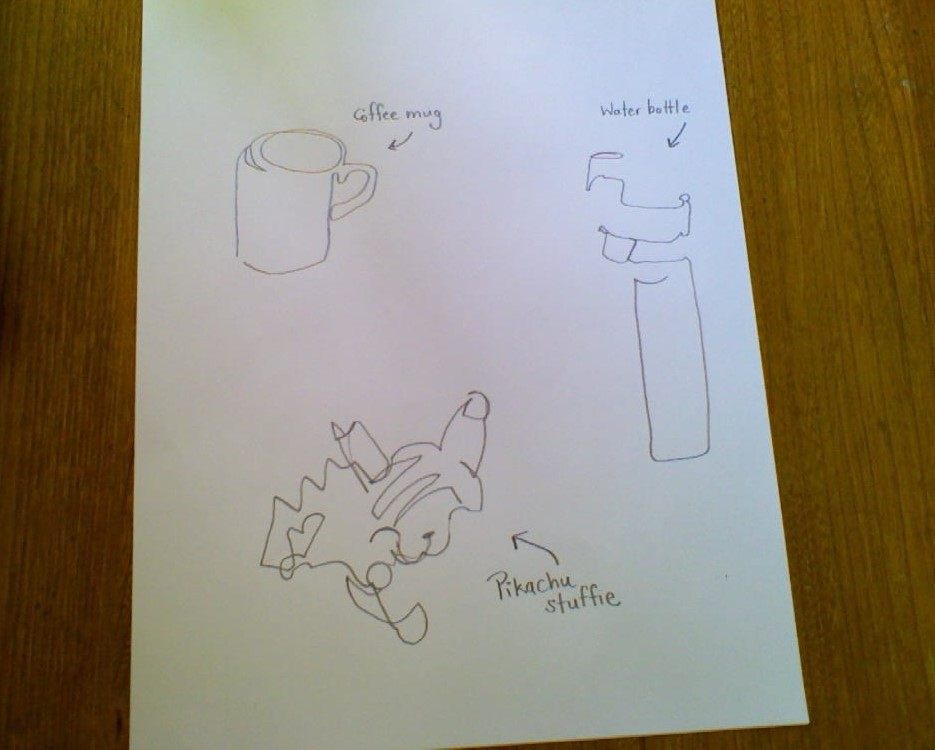 Coffee mug
Water bottle
Pikachu
stuffie